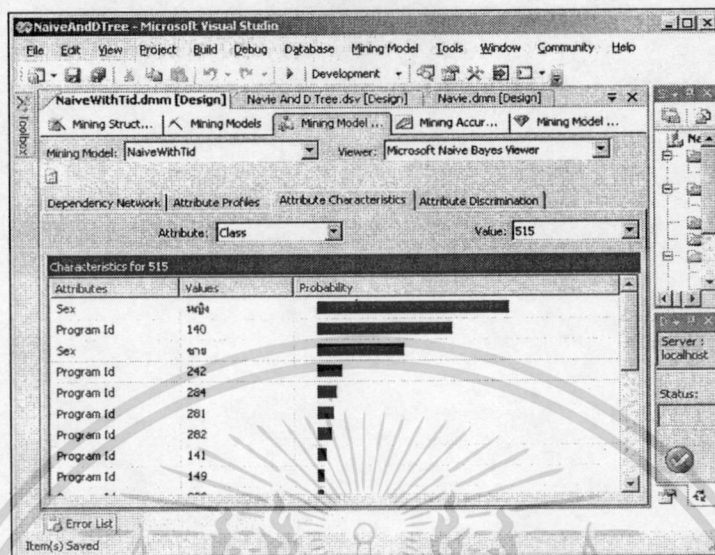 NaiveAndDTree - Microsoft Visual Studio
File Edit View Project Build Debug Database Mining Model Tools Window Community Help
Development
Toolbox
NaiveWithTid.dmm [Design] Navie And D Tree.dsv [Design] Navie.dmm [Design]
Mining Struct... Mining Models Mining Model ... Mining Accur... Mining Model ...
Mining Model: NaiveWithTid Viewer: Microsoft Naive Bayes Viewer
Dependency Network Attribute Profiles Attribute Characteristics Attribute Discrimination
Attribute: Class Value: 515
Characteristics for 515
Attributes Values Probability
Sex หญิง
Program Id 140
Sex ชาย
Program Id 242
Program Id 284
Program Id 281
Program Id 282
Program Id 141
Program Id 149
Server :
localhost
Status:
Error List
Item(s) Saved